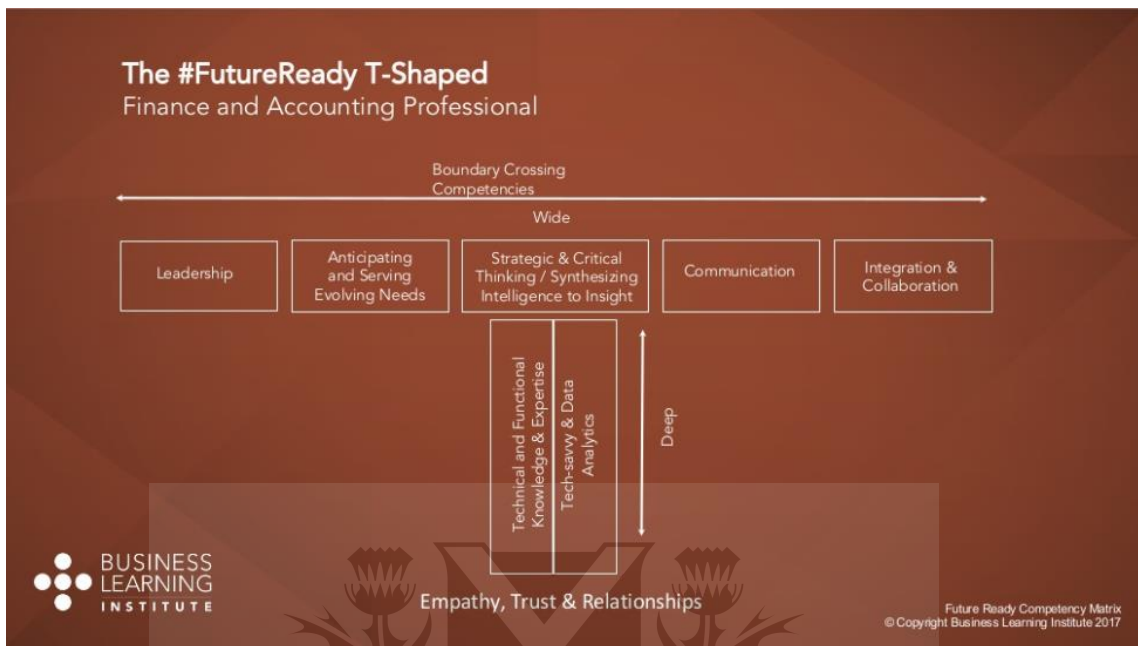 The #FutureReady T-Shaped
Finance and Accounting Professional
Boundary Crossing
Competencies
Wide
Leadership
Anticipating
and Serving
Evolving Needs
Strategic & Critical
Thinking / Synthesizing
Intelligence to Insight
Communication
Integration &
Collaboration
Technical and Functional
Knowledge & Expertise
Tech-savvy & Data
Analytics
Deep
Empathy, Trust & Relationships
BUSINESS
LEARNING
INSTITUTE
Future Ready Competency Matrix
© Copyright Business Learning Institute 2017